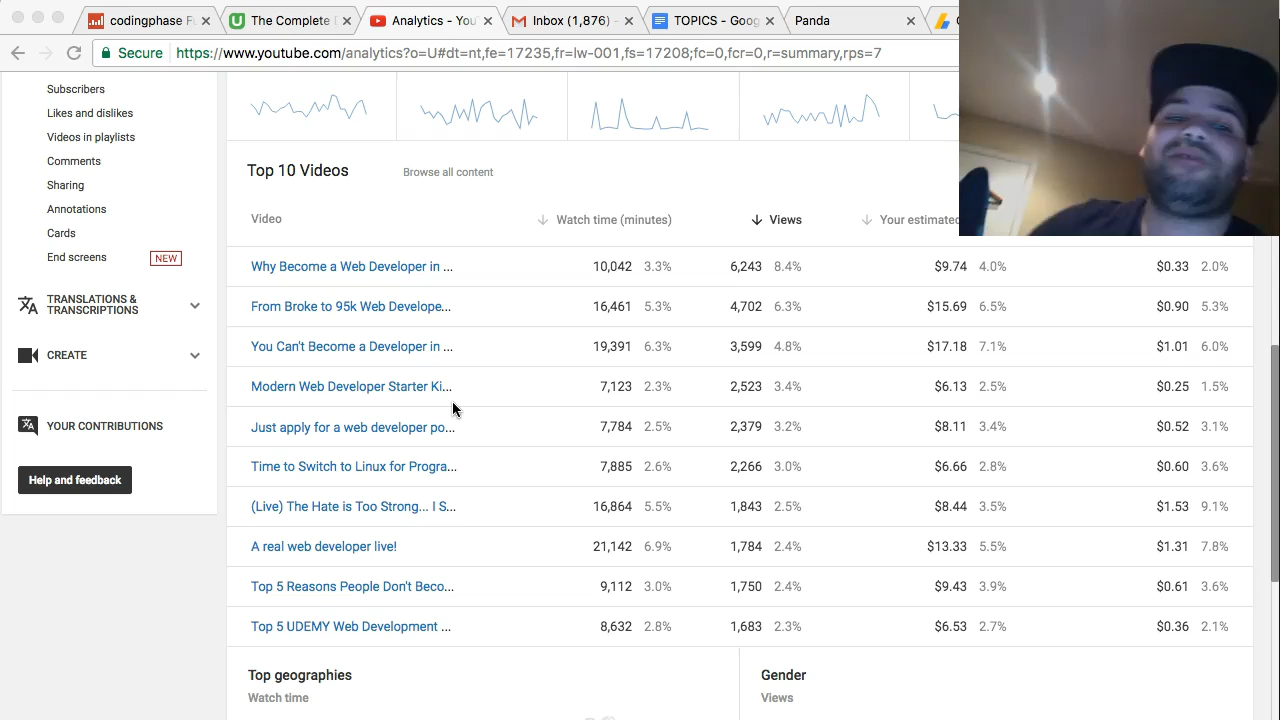 codingphase Fu
The Complete
Analytics - You
Inbox (1,876) -
TOPICS - Goog
Panda
Secure https://www.youtube.com/analytics?o=U#dt=nt,fe=17235,fr=lw-001,fs=17208;fc=0,fcr=0,r=summary,rps=7
Subscribers
Likes and dislikes
Videos in playlists
Comments
Sharing
Annotations
Cards
End screens NEW
TRANSLATIONS &
TRANSCRIPTIONS
CREATE
YOUR CONTRIBUTIONS
Help and feedback
Top 10 Videos Browse all content
Video Watch time (minutes) Views Your estimated
Why Become a Web Developer in ... 10,042 3.3% 6,243 8.4% $9.74 4.0% $0.33 2.0%
From Broke to 95k Web Develope... 16,461 5.3% 4,702 6.3% $15.69 6.5% $0.90 5.3%
You Can't Become a Developer in ... 19,391 6.3% 3,599 4.8% $17.18 7.1% $1.01 6.0%
Modern Web Developer Starter Ki... 7,123 2.3% 2,523 3.4% $6.13 2.5% $0.25 1.5%
Just apply for a web developer po... 7,784 2.5% 2,379 3.2% $8.11 3.4% $0.52 3.1%
Time to Switch to Linux for Progra... 7,885 2.6% 2,266 3.0% $6.66 2.8% $0.60 3.6%
(Live) The Hate is Too Strong... I S... 16,864 5.5% 1,843 2.5% $8.44 3.5% $1.53 9.1%
A real web developer live! 21,142 6.9% 1,784 2.4% $13.33 5.5% $1.31 7.8%
Top 5 Reasons People Don't Beco... 9,112 3.0% 1,750 2.4% $9.43 3.9% $0.61 3.6%
Top 5 UDEMY Web Development ... 8,632 2.8% 1,683 2.3% $6.53 2.7% $0.36 2.1%
Top geographies
Watch time
Gender
Views